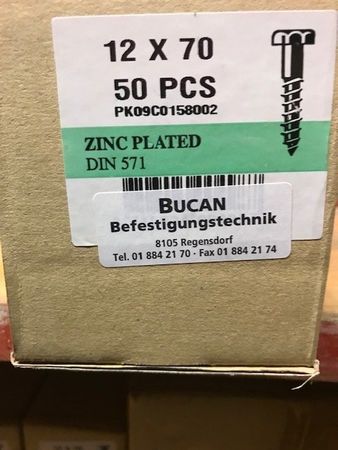 12 X 70
50 PCS
PK09C0158002
ZINC PLATED
DIN 571
BUCAN
Befestigungstechnik
8105 Regensdorf
Tel. 01 884 21 70 · Fax 01 884 21 74